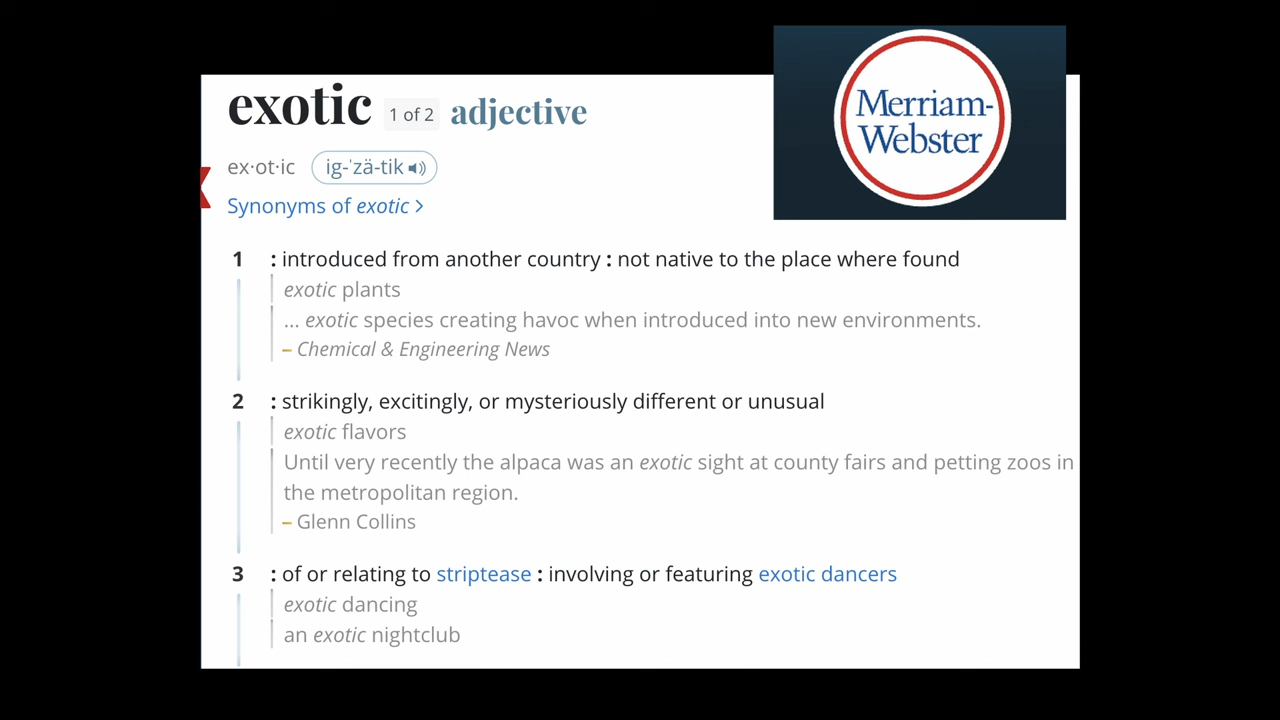 exotic 1 of 2 adjective
Merriam-
Webster
ex·ot·ic ig-ˈzä-tik
Synonyms of exotic >
1 : introduced from another country : not native to the place where found
exotic plants
... exotic species creating havoc when introduced into new environments.
– Chemical & Engineering News
2 : strikingly, excitingly, or mysteriously different or unusual
exotic flavors
Until very recently the alpaca was an exotic sight at county fairs and petting zoos in
the metropolitan region.
– Glenn Collins
3 : of or relating to striptease : involving or featuring exotic dancers
exotic dancing
an exotic nightclub